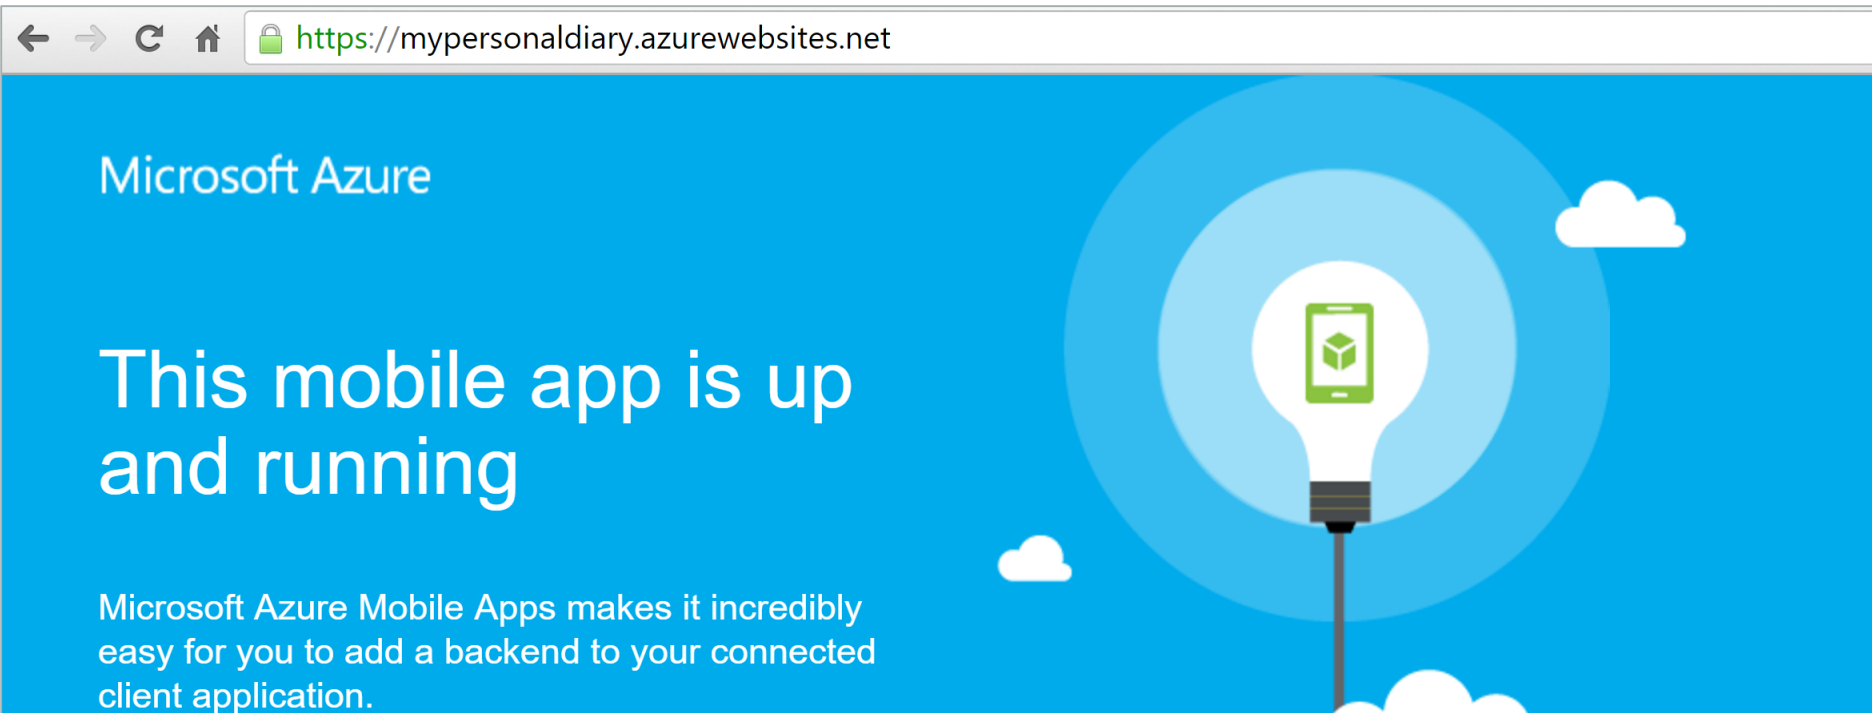 https://mypersonaldiary.azurewebsites.net
Microsoft Azure
This mobile app is up
and running
Microsoft Azure Mobile Apps makes it incredibly
easy for you to add a backend to your connected
client application.